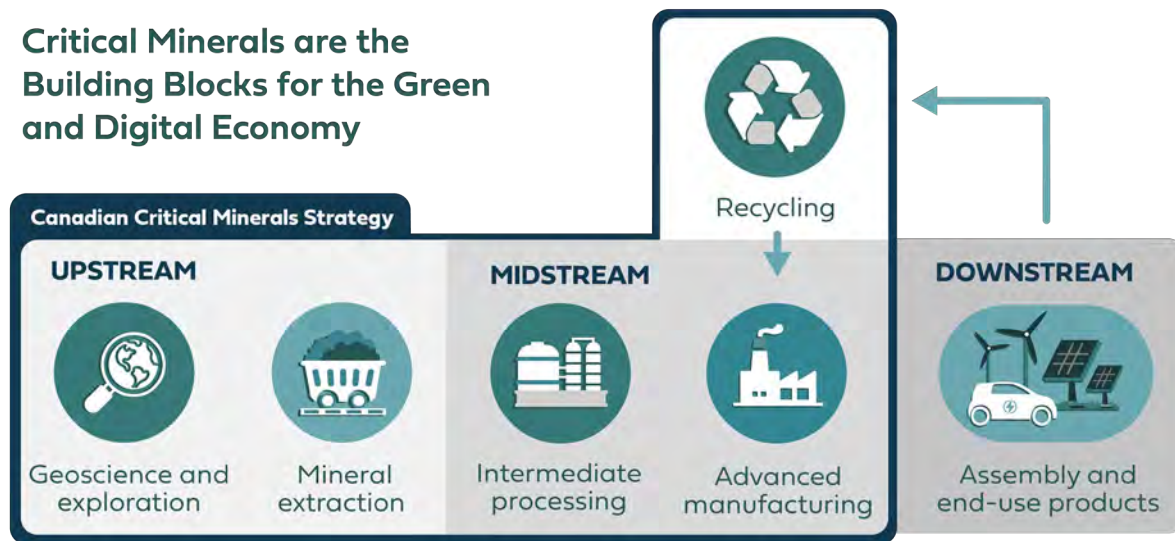 Critical Minerals are the
Building Blocks for the Green
and Digital Economy
Recycling
Canadian Critical Minerals Strategy
UPSTREAM
MIDSTREAM
DOWNSTREAM
Geoscience and
exploration
Mineral
extraction
Intermediate
processing
Advanced
manufacturing
Assembly and
end-use products